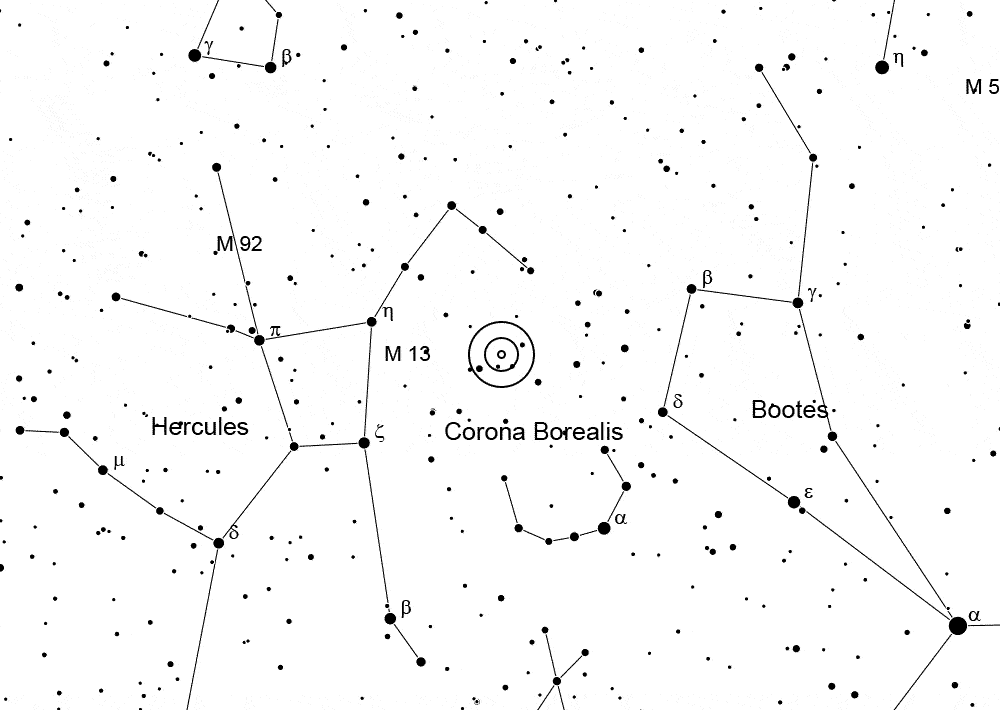 γ
β
η
M 5
M 92
β
γ
π
η
M 13
δ
Bootes
Hercules
ζ
Corona Borealis
μ
ε
α
δ
β
α